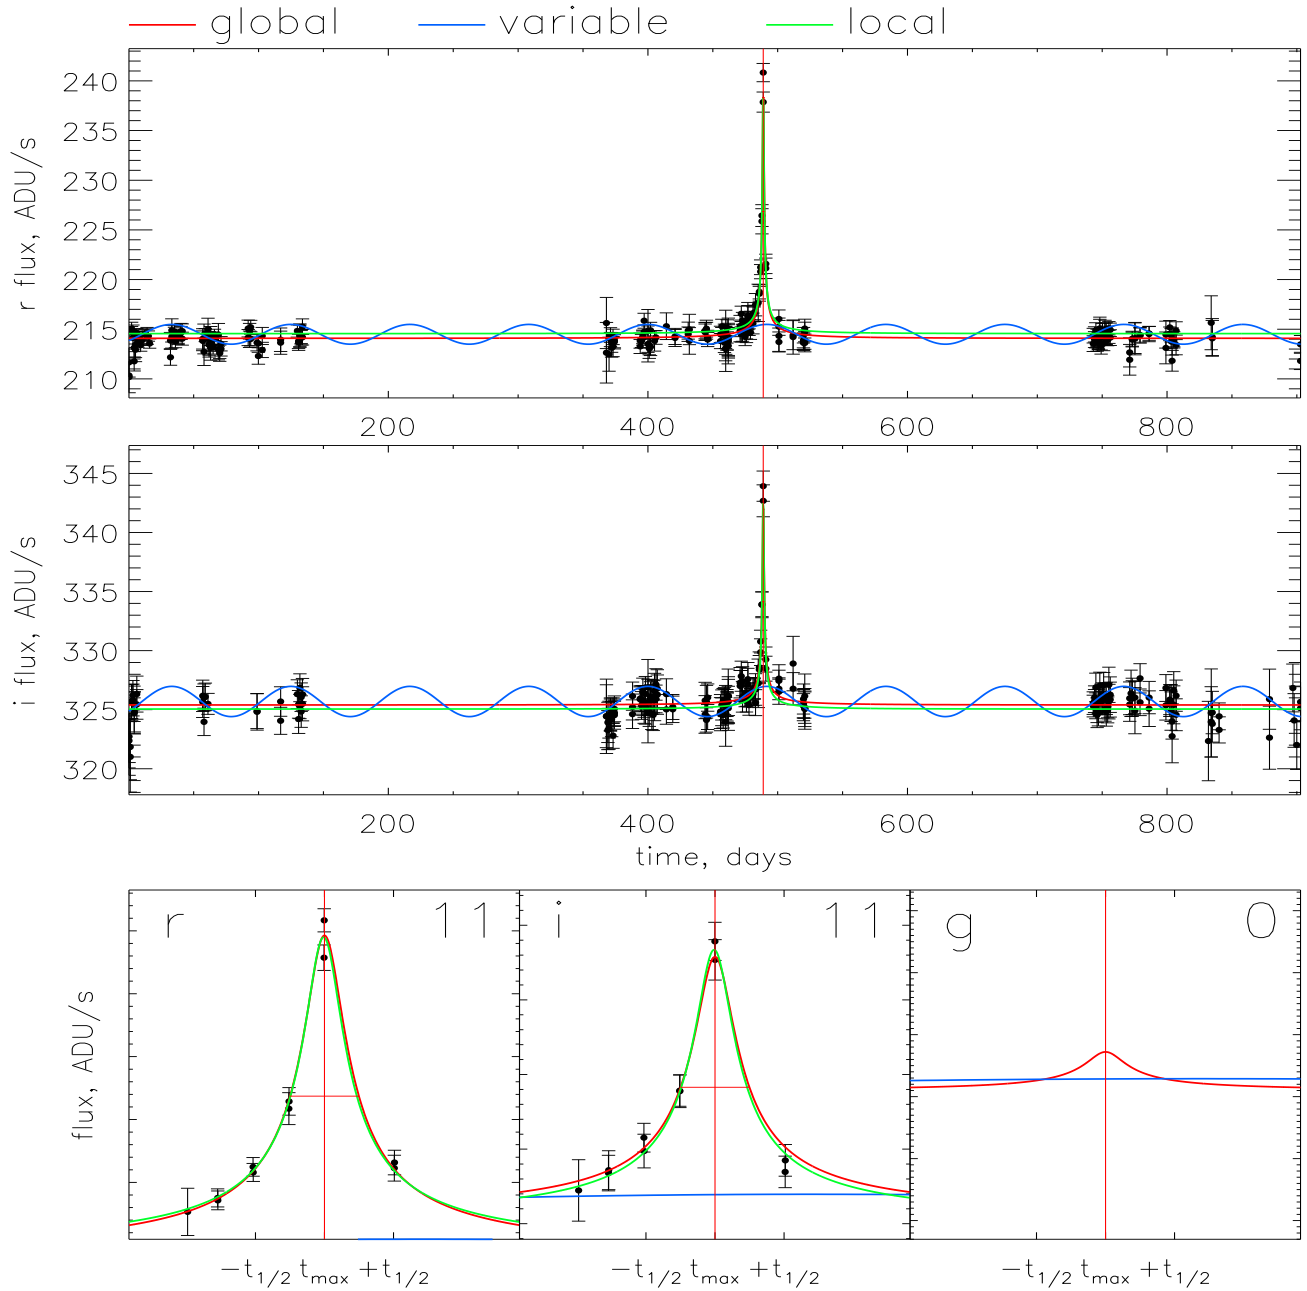 global variable local
240
235
230
225
220
215
210
r flux, ADU/s
200 400 600 800
345
340
335
330
325
320
i flux, ADU/s
200 400 600 800
time, days
r 11 i 11 g 0
flux, ADU/s
−t1/2 tmax +t1/2 −t1/2 tmax +t1/2 −t1/2 tmax +t1/2